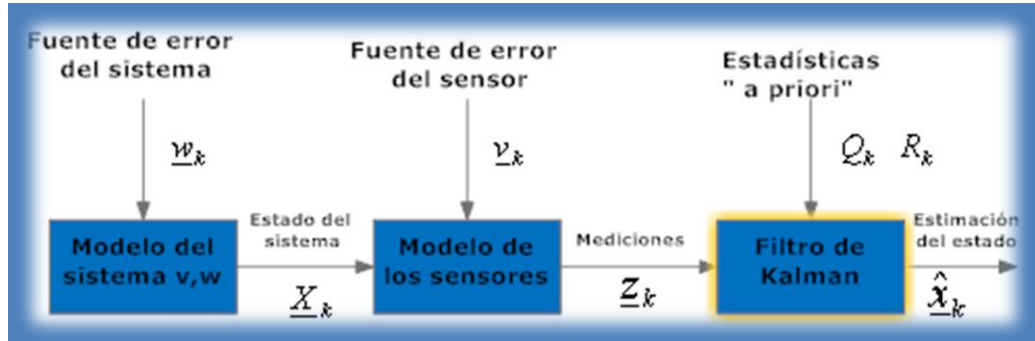 Fuente de error
del sistema
Fuente de error
del sensor
Estadísticas
" a priori"
w_k
v_k
Q_k R_k
Modelo del
sistema v,w
Estado del
sistema
X_k
Modelo de
los sensores
Mediciones
z_k
Filtro de
Kalman
Estimación
del estado
x̂_k